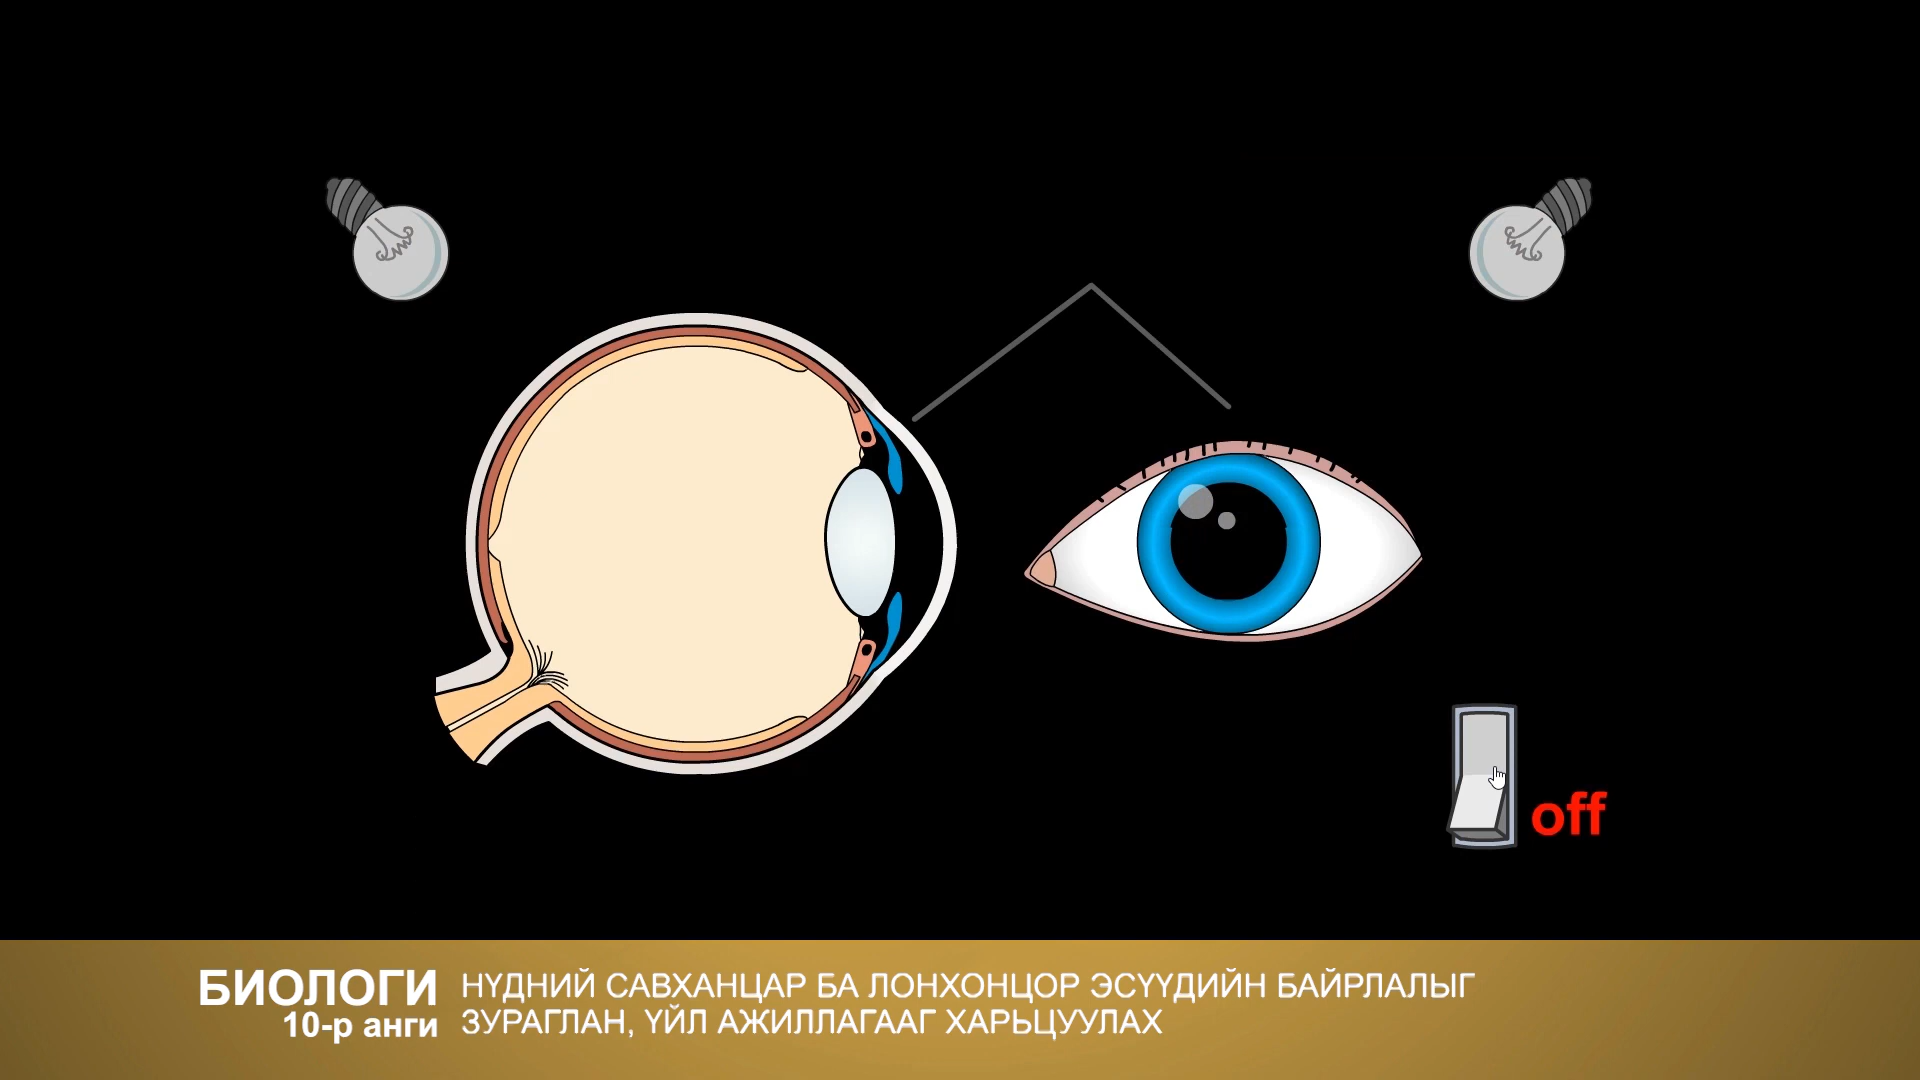 off
БИОЛОГИ
10-р анги
НҮДНИЙ САВХАНЦАР БА ЛОНХОНЦОР ЭСҮҮДИЙН БАЙРЛАЛЫГ
ЗУРАГЛАН, ҮЙЛ АЖИЛЛАГААГ ХАРЬЦУУЛАХ